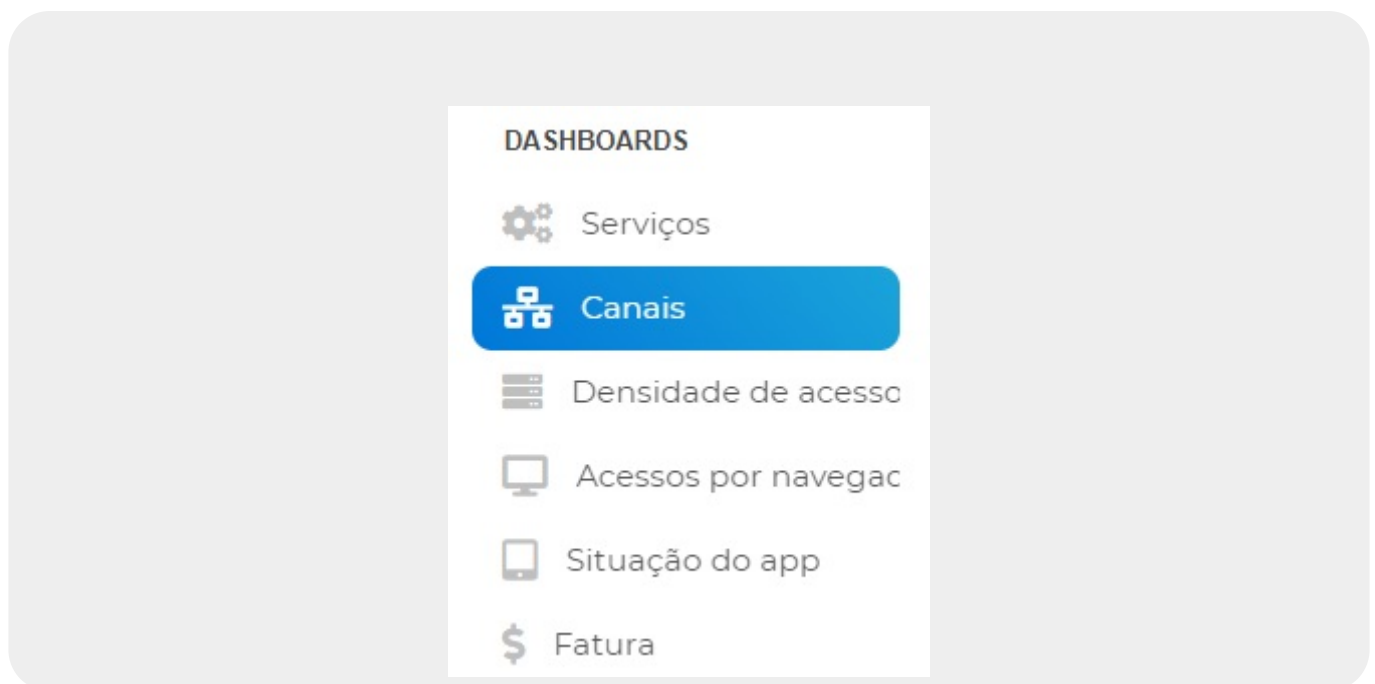 DASHBOARDS
Serviços
Canais
Densidade de acesso
Acessos por navegac
Situação do app
Fatura